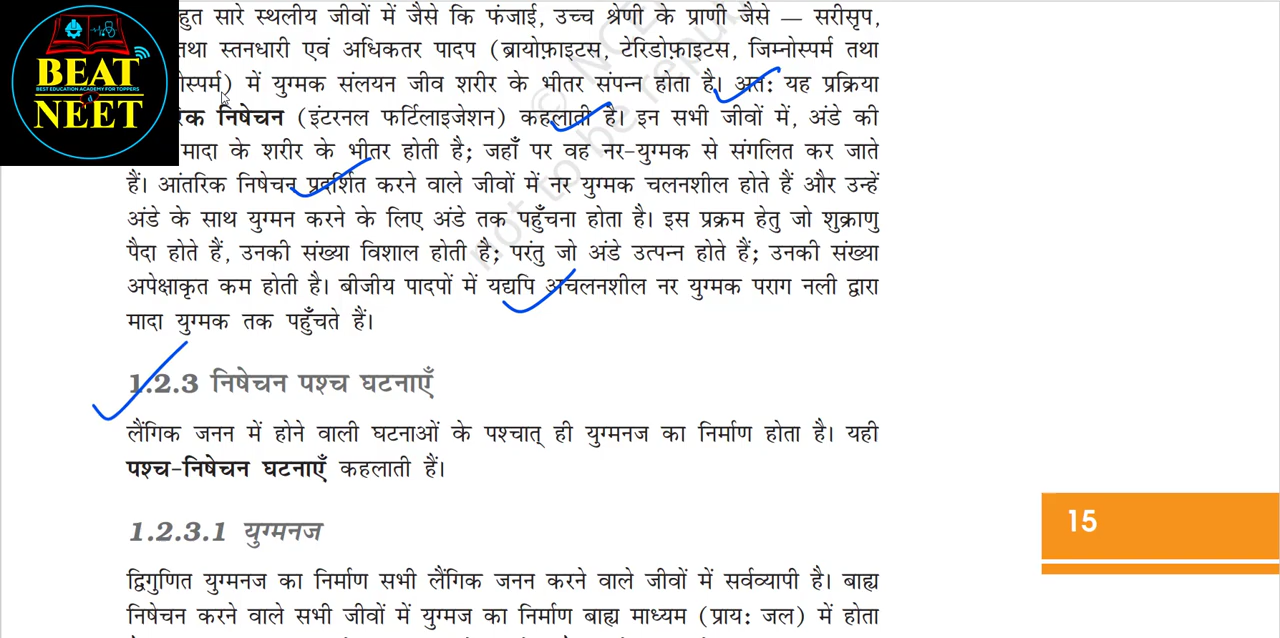 BEAT
BEST EDUCATION ACADEMY FOR TOPPERS
NEET
सारे स्थलीय जीवों में जैसे कि फंजाई, उच्च श्रेणी के प्राणी जैसे — सरीसृप,
तथा स्तनधारी एवं अधिकतर पादप (ब्रायोफ़ाइटस, टेरिडोफ़ाइटस, जिम्नोस्पर्म तथा
में युग्मक संलयन जीव शरीर के भीतर संपन्न होता है। अत: यह प्रक्रिया
निषेचन (इंटरनल फर्टिलाइजेशन) कहलाती है। इन सभी जीवों में, अंडे की
मादा के शरीर के भीतर होती है; जहाँ पर वह नर-युग्मक से संगलित कर जाते
हैं। आंतरिक निषेचन प्रदर्शित करने वाले जीवों में नर युग्मक चलनशील होते हैं और उन्हें
अंडे के साथ युग्मन करने के लिए अंडे तक पहुँचना होता है। इस प्रक्रम हेतु जो शुक्राणु
पैदा होते हैं, उनकी संख्या विशाल होती है; परंतु जो अंडे उत्पन्न होते हैं; उनकी संख्या
अपेक्षाकृत कम होती है। बीजीय पादपों में यद्यपि अचलनशील नर युग्मक पराग नली द्वारा
मादा युग्मक तक पहुँचते हैं।
1.2.3 निषेचन पश्च घटनाएँ
लैंगिक जनन में होने वाली घटनाओं के पश्चात् ही युग्मनज का निर्माण होता है। यही
पश्च-निषेचन घटनाएँ कहलाती हैं।
15
1.2.3.1 युग्मनज
द्विगुणित युग्मनज का निर्माण सभी लैंगिक जनन करने वाले जीवों में सर्वव्यापी है। बाह्य
निषेचन करने वाले सभी जीवों में युग्मज का निर्माण बाह्य माध्यम (प्राय: जल) में होता
not to be repu